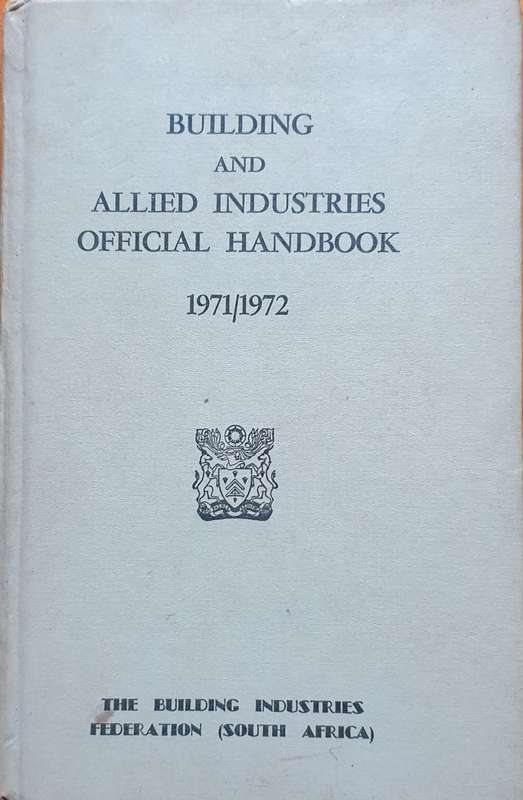 BUILDING
AND
ALLIED INDUSTRIES
OFFICIAL HANDBOOK
1971/1972
THE BUILDING INDUSTRIES
FEDERATION (SOUTH AFRICA)